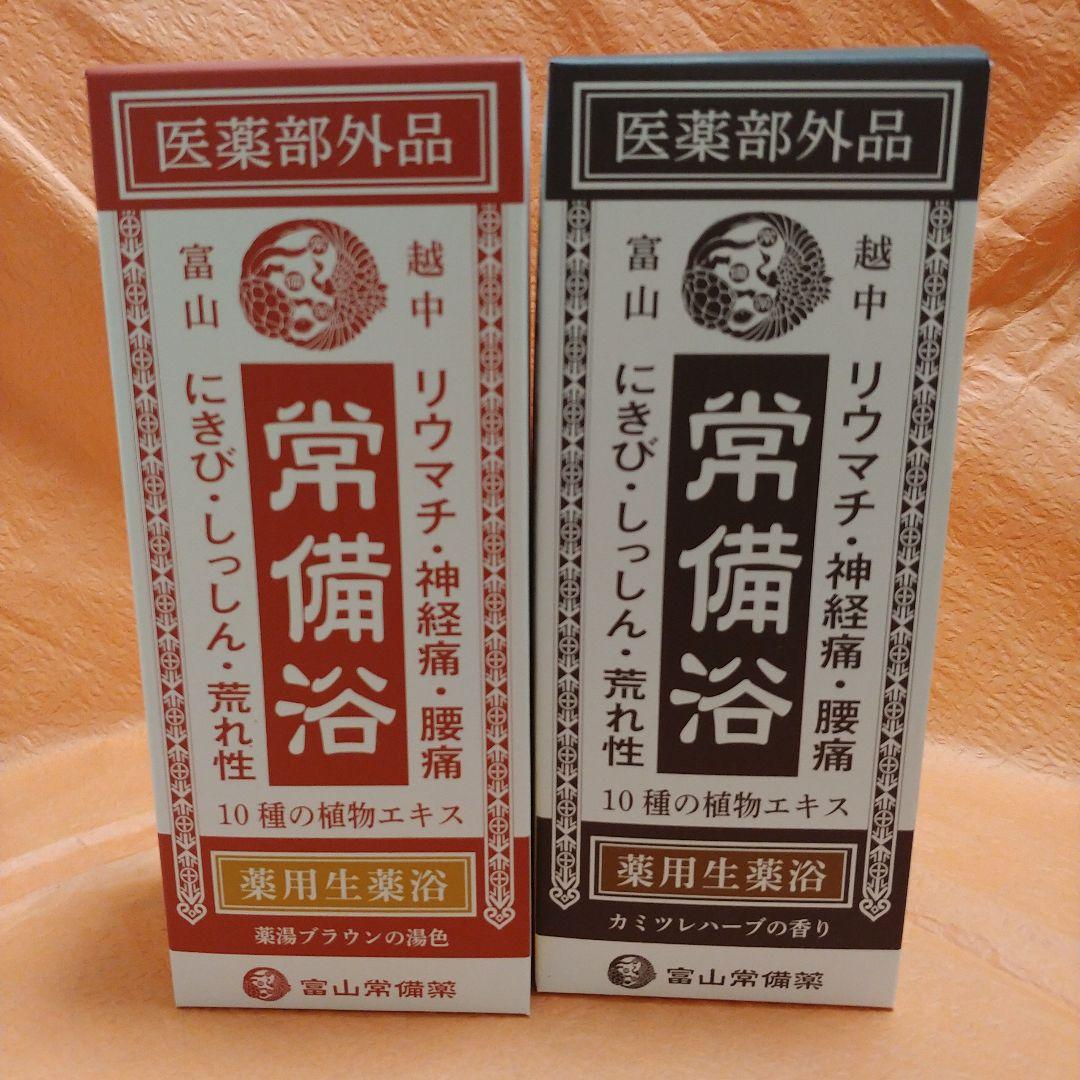 医薬部外品
越中
富山
リウマチ・神経痛・腰痛
にきび・しっしん・荒れ性
常備浴
10種の植物エキス
薬用生薬浴
薬湯ブラウンの湯色
富山常備薬
医薬部外品
越中
富山
リウマチ・神経痛・腰痛
にきび・しっしん・荒れ性
常備浴
10種の植物エキス
薬用生薬浴
カミツレハーブの香り
富山常備薬